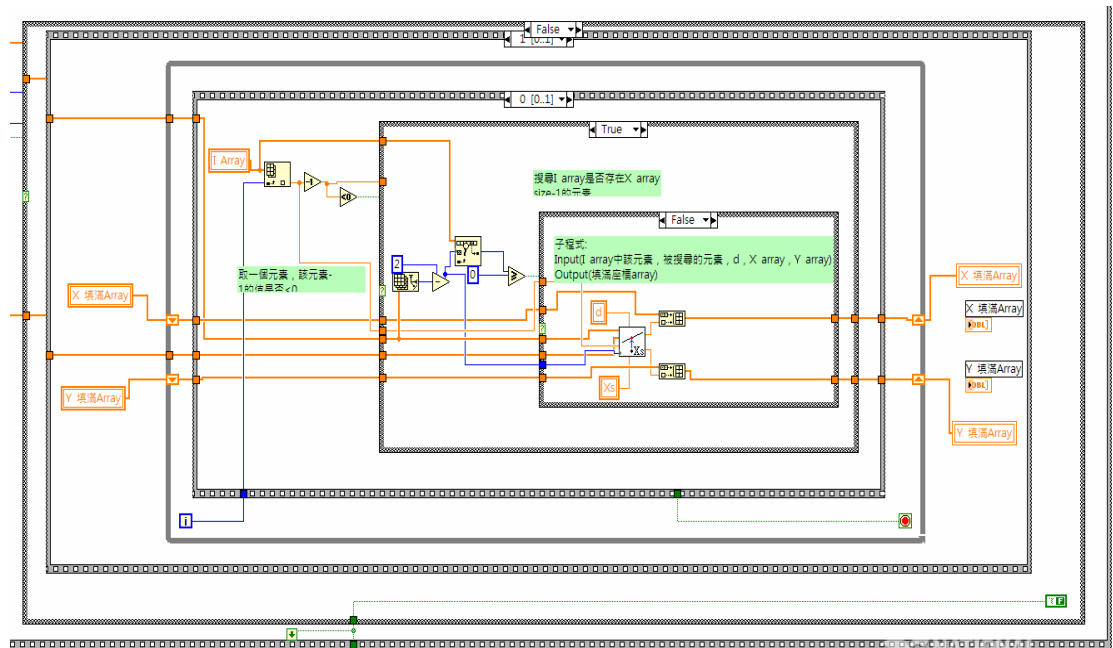 False
1 [0..1]
0 [0..1]
True
I Array
-1
<0
搜尋I array是否存在X array
size-1的元素
False
子程式:
Input(I array中該元素，被搜尋的元素，d，X array，Y array)
Output(填滿座標array)
2
0
取一個元素，該元素-
1的值是否<0
d
Xs
Xs
X 填滿Array
Y 填滿Array
X 填滿Array
X 填滿Array
DBL
Y 填滿Array
DBL
Y 填滿Array
i
F